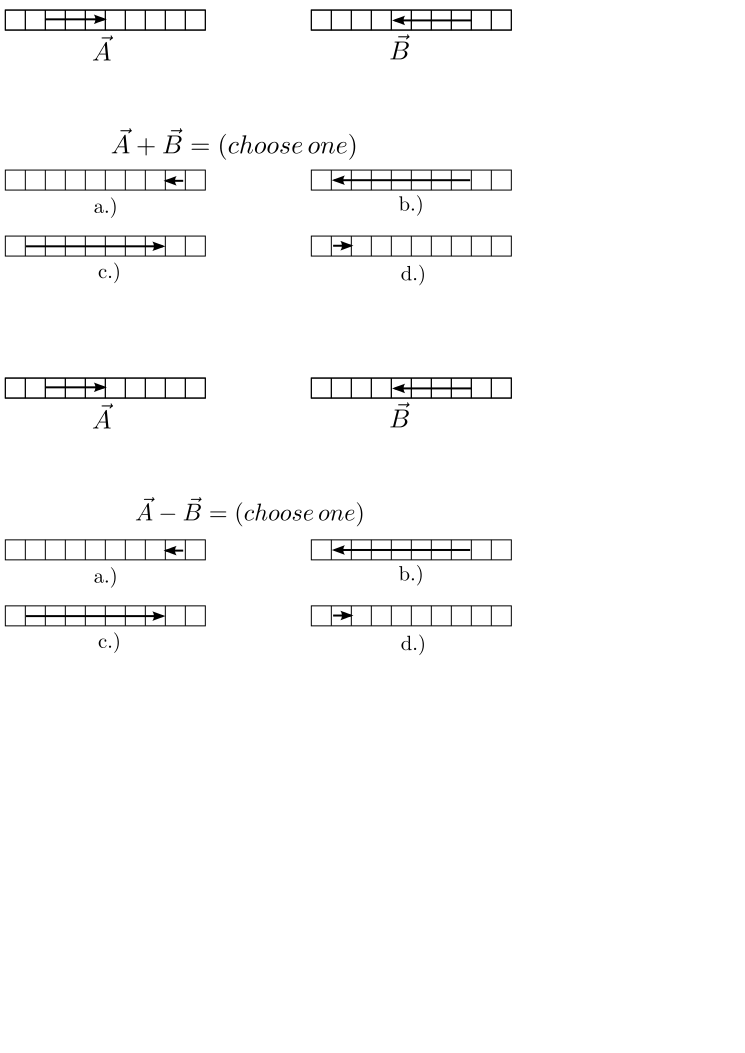 $\vec{A}$ $\vec{B}$
$\vec{A} + \vec{B} = (choose\, one)$
a.) b.)
c.) d.)
$\vec{A}$ $\vec{B}$
$\vec{A} - \vec{B} = (choose\, one)$
a.) b.)
c.) d.)